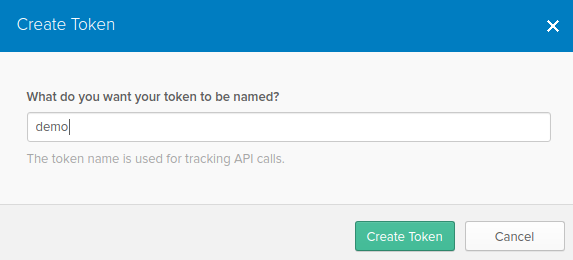 Create Token
What do you want your token to be named?
demo
The token name is used for tracking API calls.
Create Token
Cancel